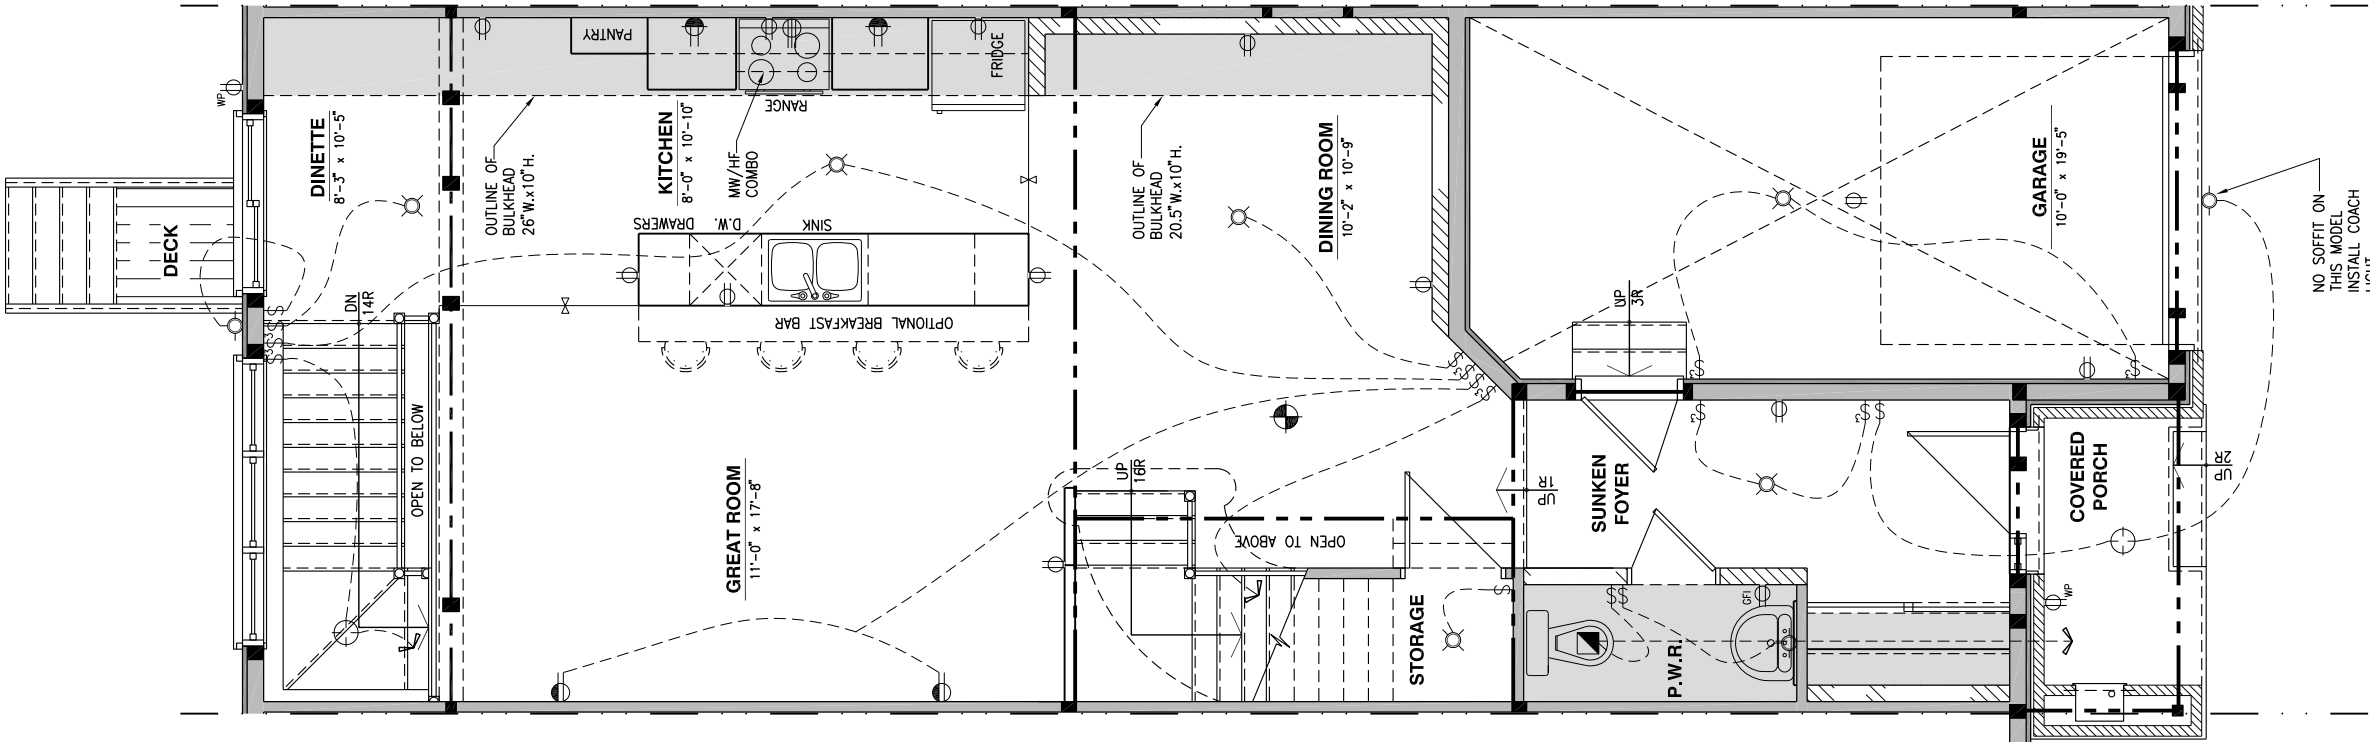 DECK
WP
DINETTE
8'-3" x 10'-5"
DN
14R
OPEN TO BELOW
OUTLINE OF
BULKHEAD
26"W.x10"H.
PANTRY
KITCHEN
8'-0" x 10'-10"
MW/HF
COMBO
RANGE
FRIDGE
DRAWERS
D.W.
SINK
OPTIONAL BREAKFAST BAR
GREAT ROOM
11'-0" x 17'-8"
OUTLINE OF
BULKHEAD
20.5"W.x10"H.
DINING ROOM
10'-2" x 10'-9"
UP
16R
OPEN TO ABOVE
STORAGE
UP
1R
SUNKEN
FOYER
P.W.R.
GFI
UP
3R
GARAGE
10'-0" x 19'-5"
COVERED
PORCH
WP
UP
2R
NO SOFFIT ON
THIS MODEL
INSTALL COACH